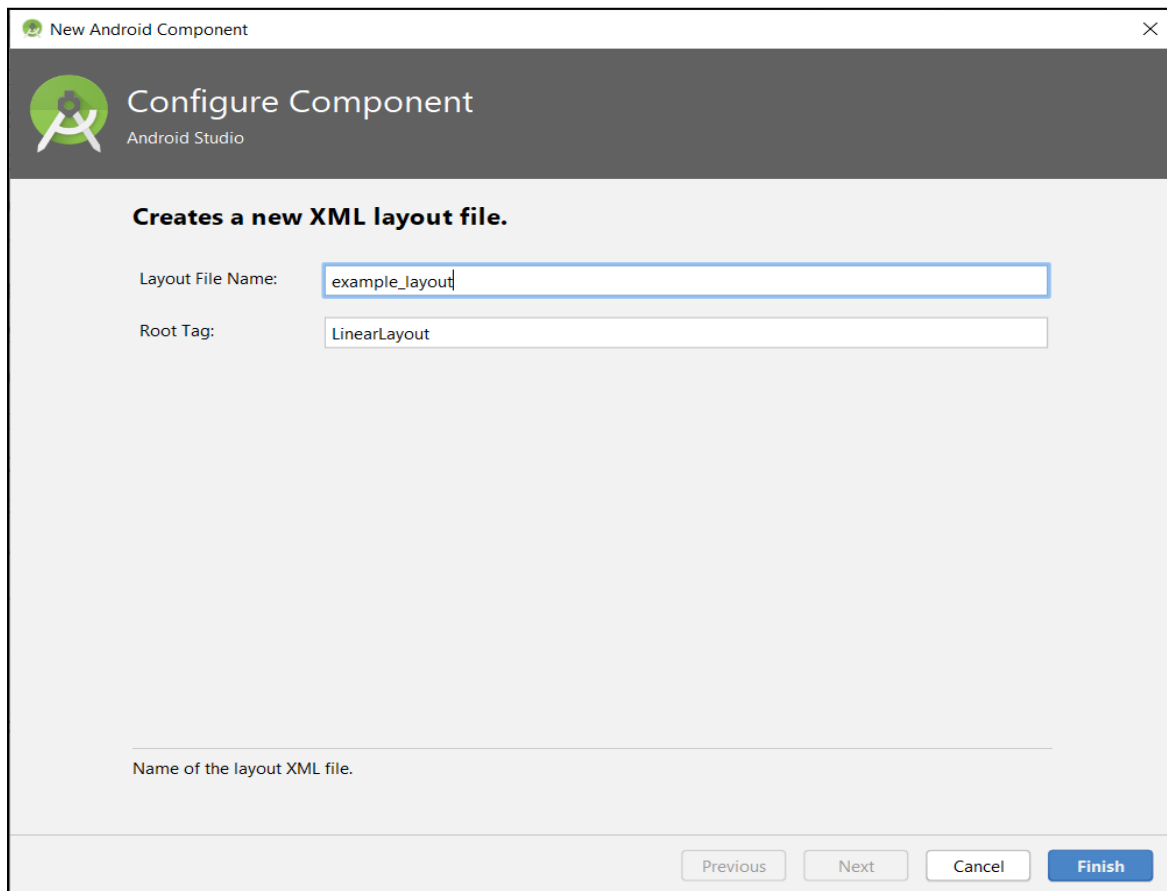 New Android Component
Configure Component
Android Studio
Creates a new XML layout file.
Layout File Name:
example_layout
Root Tag:
LinearLayout
Name of the layout XML file.
Previous
Next
Cancel
Finish